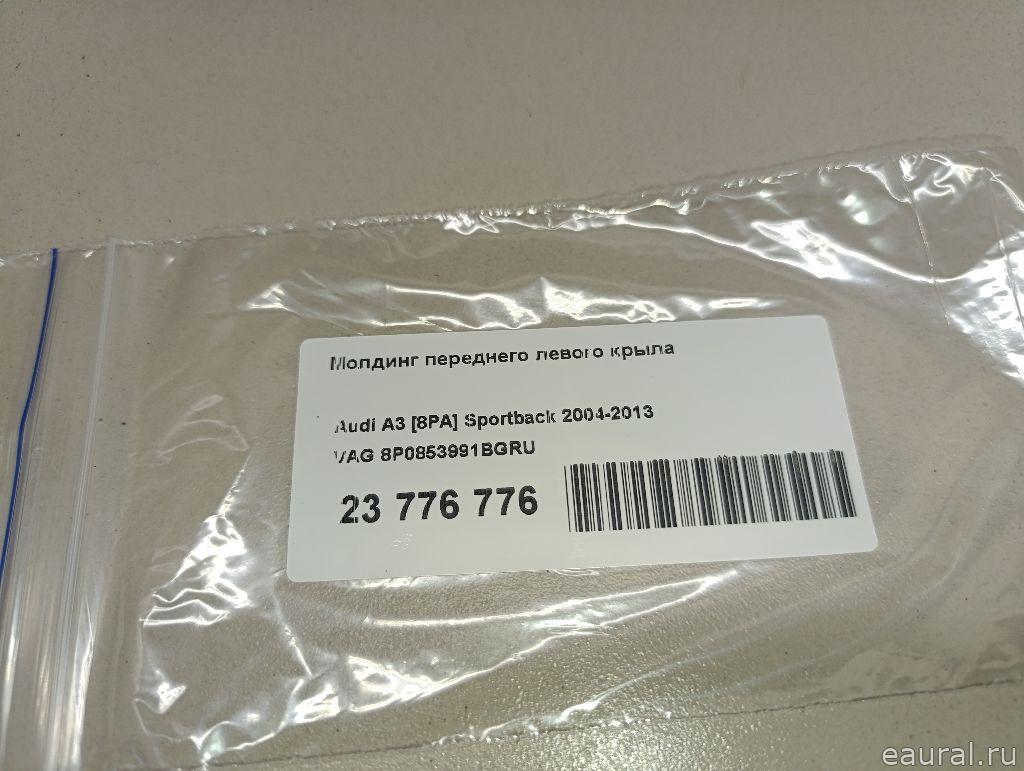 Молдинг переднего левого крыла
Audi A3 [8PA] Sportback 2004-2013
VAG 8P0853991BGRU
23 776 776
eaural.ru